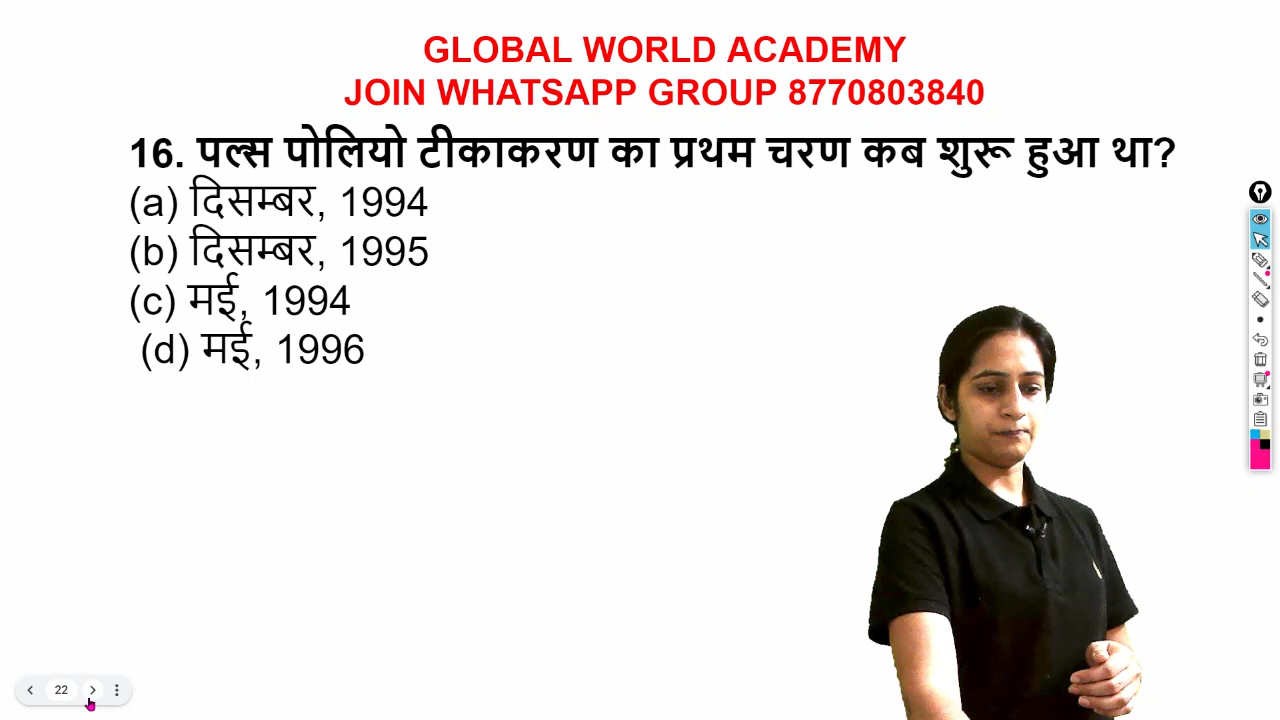 GLOBAL WORLD ACADEMY
JOIN WHATSAPP GROUP 8770803840
16. पल्स पोलियो टीकाकरण का प्रथम चरण कब शुरू हुआ था?
(a) दिसम्बर, 1994
(b) दिसम्बर, 1995
(c) मई, 1994
(d) मई, 1996
22